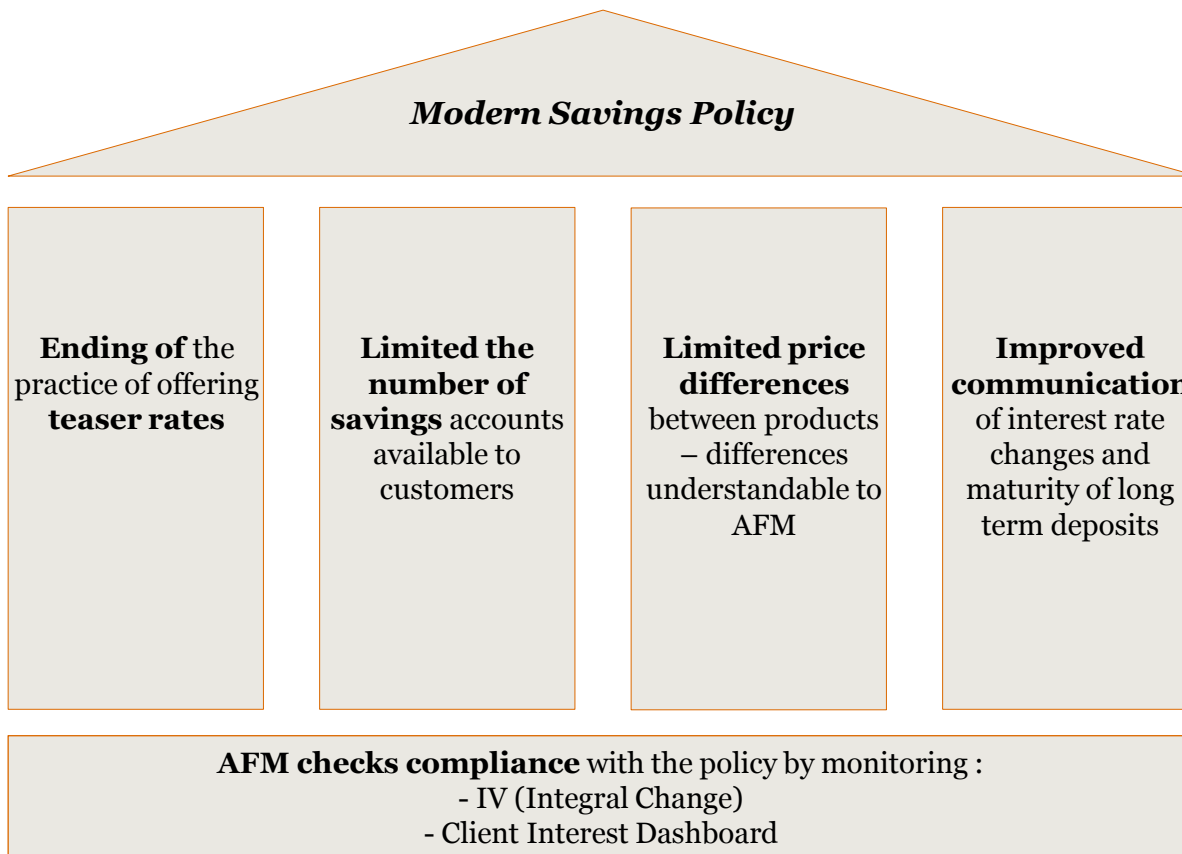 Modern Savings Policy
Ending of the
practice of offering
teaser rates
Limited the
number of
savings accounts
available to
customers
Limited price
differences
between products
– differences
understandable to
AFM
Improved
communication
of interest rate
changes and
maturity of long
term deposits
AFM checks compliance with the policy by monitoring :
- IV (Integral Change)
- Client Interest Dashboard